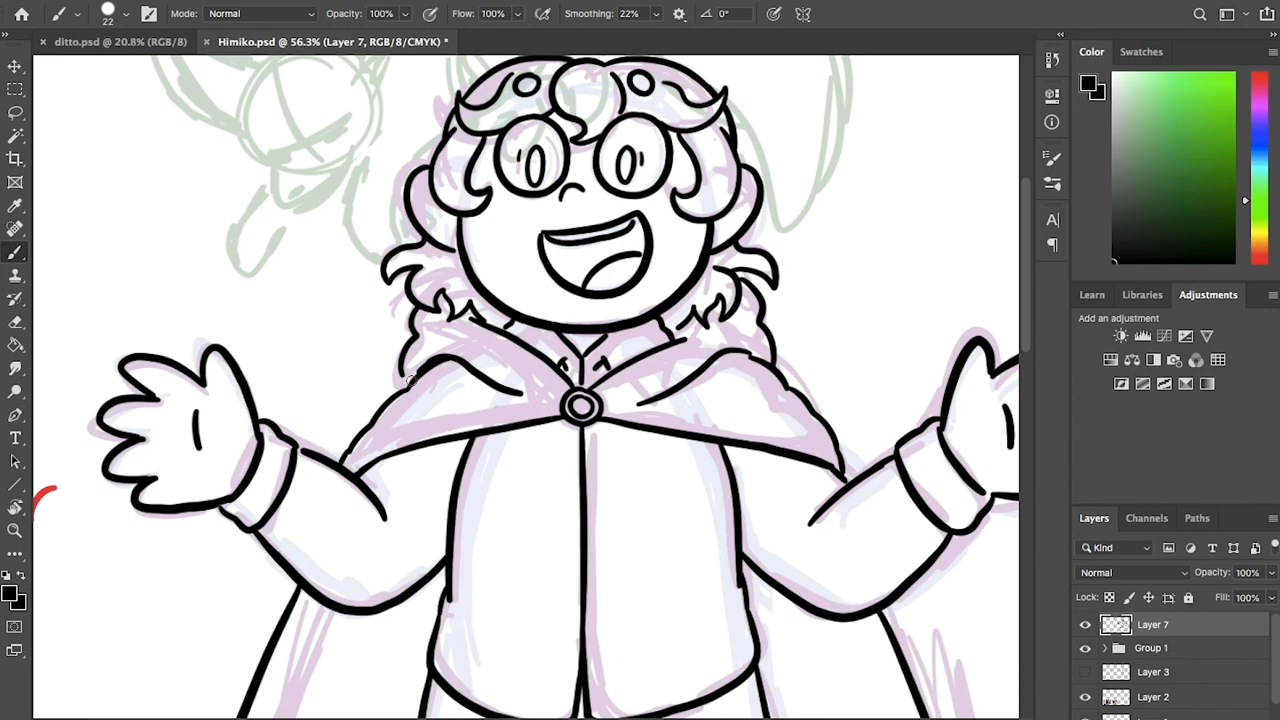 Mode: Normal Opacity: 100% Flow: 100% Smoothing: 22% 0°
22
× ditto.psd @ 20.8% (RGB/8) × Himiko.psd @ 56.3% (Layer 7, RGB/8/CMYK) *
Color Swatches
Learn Libraries Adjustments
Add an adjustment
Layers Channels Paths
Kind
Normal Opacity: 100%
Lock: Fill: 100%
Layer 7
Group 1
Layer 3
Layer 2